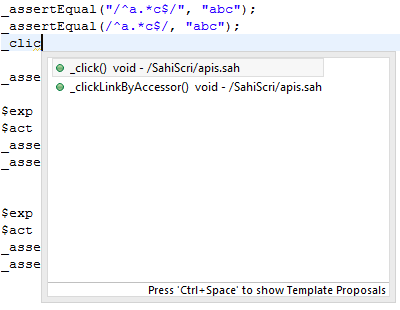 _assertEqual("/^a.*c$/", "abc");
_assertEqual(/^a.*c$/, "abc");
_clic
_click() void - /SahiScri/apis.sah
_asse
_clickLinkByAccessor() void - /SahiScri/apis.sah
$exp
$act
_asse
_asse
$exp
$act
_asse
_asse
Press 'Ctrl+Space' to show Template Proposals